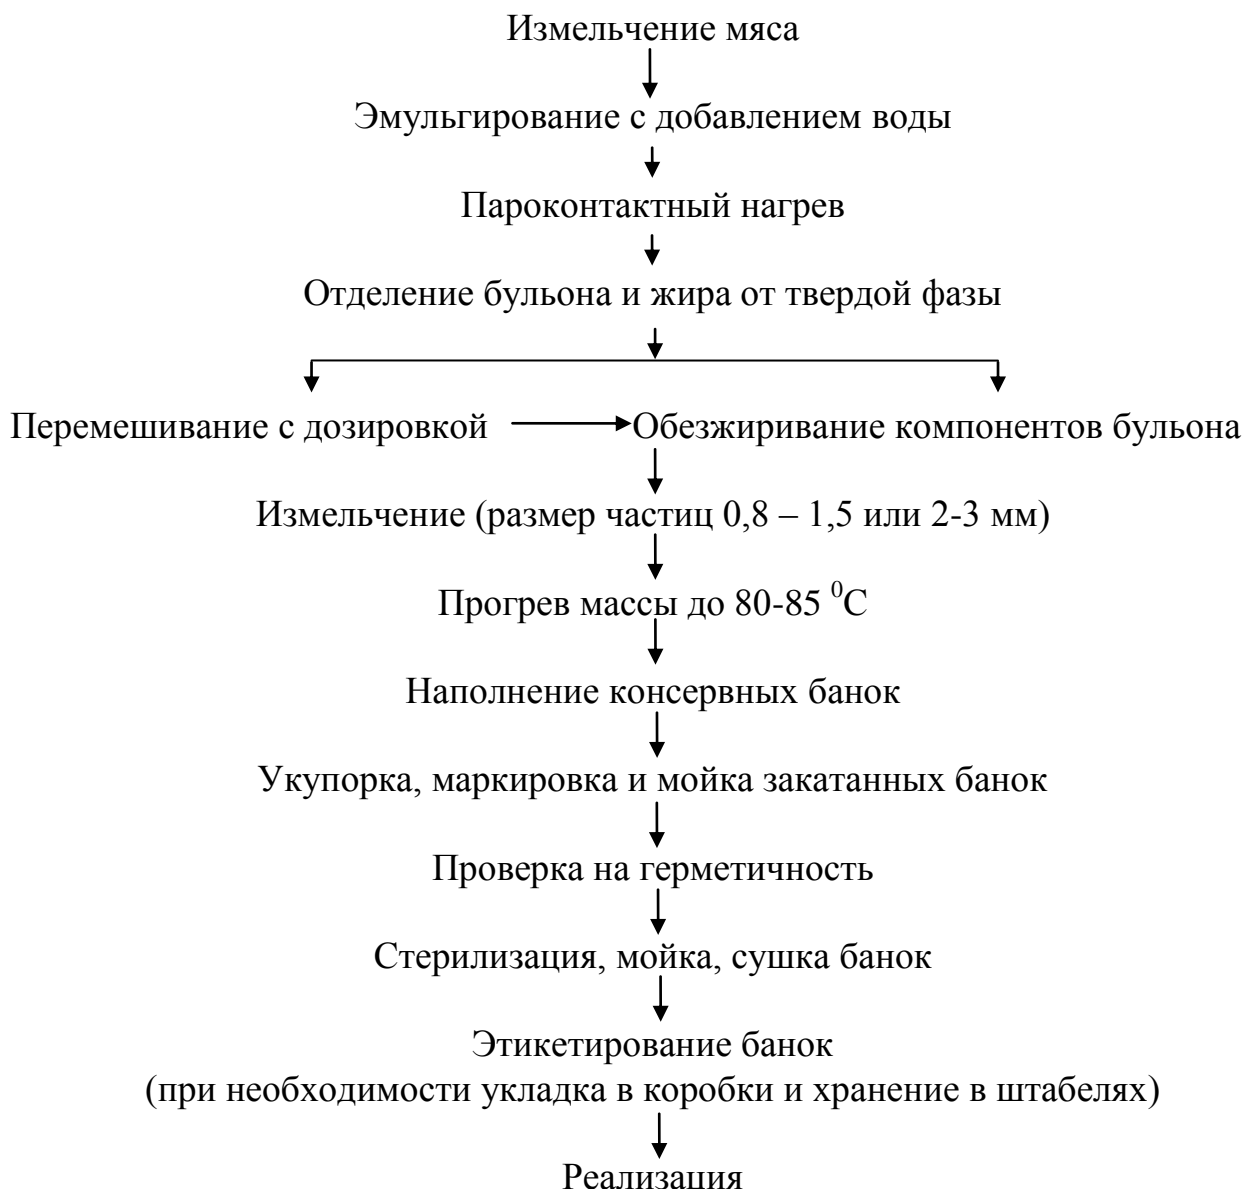 Измельчение мяса
Эмульгирование с добавлением воды
Пароконтактный нагрев
Отделение бульона и жира от твердой фазы
Перемешивание с дозировкой
Обезжиривание компонентов бульона
Измельчение (размер частиц 0,8 – 1,5 или 2-3 мм)
Прогрев массы до 80-85 ⁰С
Наполнение консервных банок
Укупорка, маркировка и мойка закатанных банок
Проверка на герметичность
Стерилизация, мойка, сушка банок
Этикетирование банок
(при необходимости укладка в коробки и хранение в штабелях)
Реализация